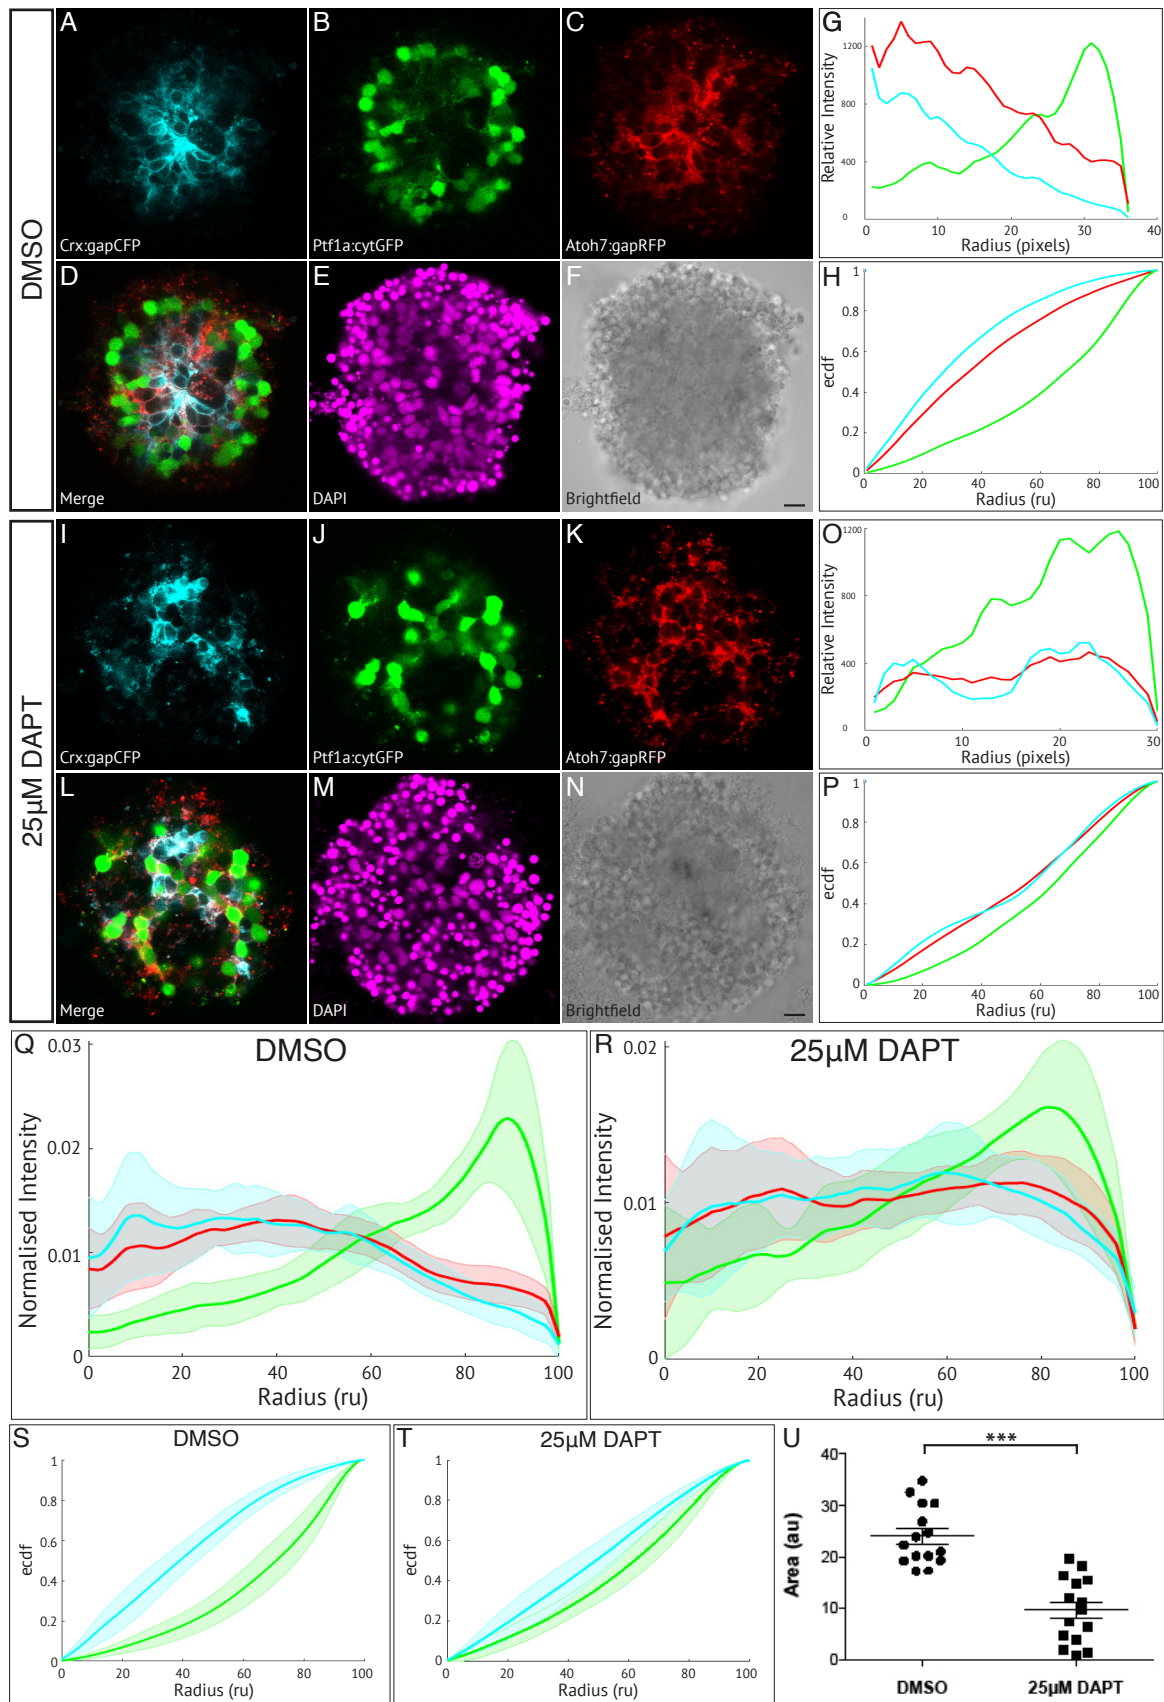 DMSO
A
Crx:gapCFP
B
Ptf1a:cytGFP
C
Atoh7:gapRFP
G
Relative Intensity
1200
800
400
0
0 10 20 30 40
Radius (pixels)
D
Merge
E
DAPI
F
Brightfield
H
ecdf
1
0.8
0.6
0.4
0.2
0
0 20 40 60 80 100
Radius (ru)
25µM DAPT
I
Crx:gapCFP
J
Ptf1a:cytGFP
K
Atoh7:gapRFP
O
Relative Intensity
1200
800
400
0
0 10 20 30
Radius (pixels)
L
Merge
M
DAPI
N
Brightfield
P
ecdf
1
0.8
0.6
0.4
0.2
0
0 20 40 60 80 100
Radius (ru)
Q
DMSO
Normalised Intensity
0.03
0.02
0.01
0
0 20 40 60 80 100
Radius (ru)
R
25µM DAPT
Normalised Intensity
0.02
0.01
0
0 20 40 60 80 100
Radius (ru)
S
DMSO
ecdf
1
0.8
0.6
0.4
0.2
0
0 20 40 60 80 100
Radius (ru)
T
25µM DAPT
ecdf
1
0.8
0.6
0.4
0.2
0
0 20 40 60 80 100
Radius (ru)
U
***
Area (au)
40
30
20
10
0
DMSO 25µM DAPT